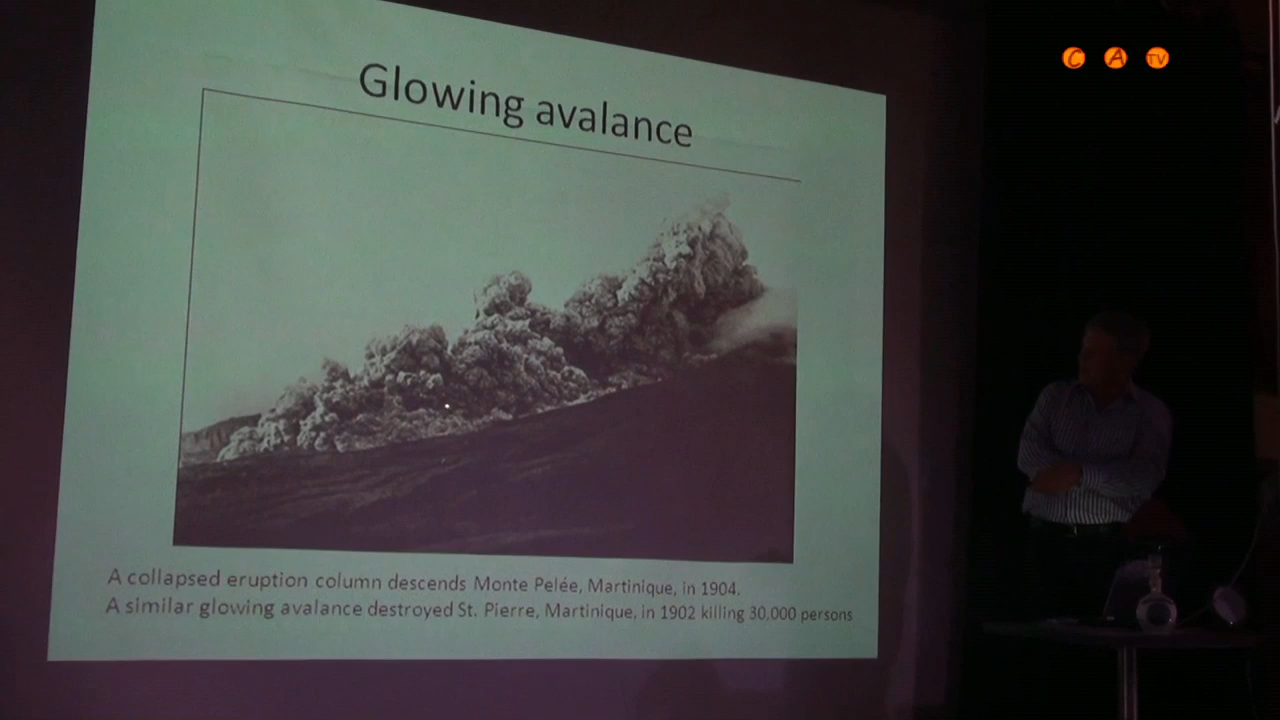 C A TV
Glowing avalance
A collapsed eruption column descends Monte Pelée, Martinique, in 1904.
A similar glowing avalance destroyed St. Pierre, Martinique, in 1902 killing 30,000 persons